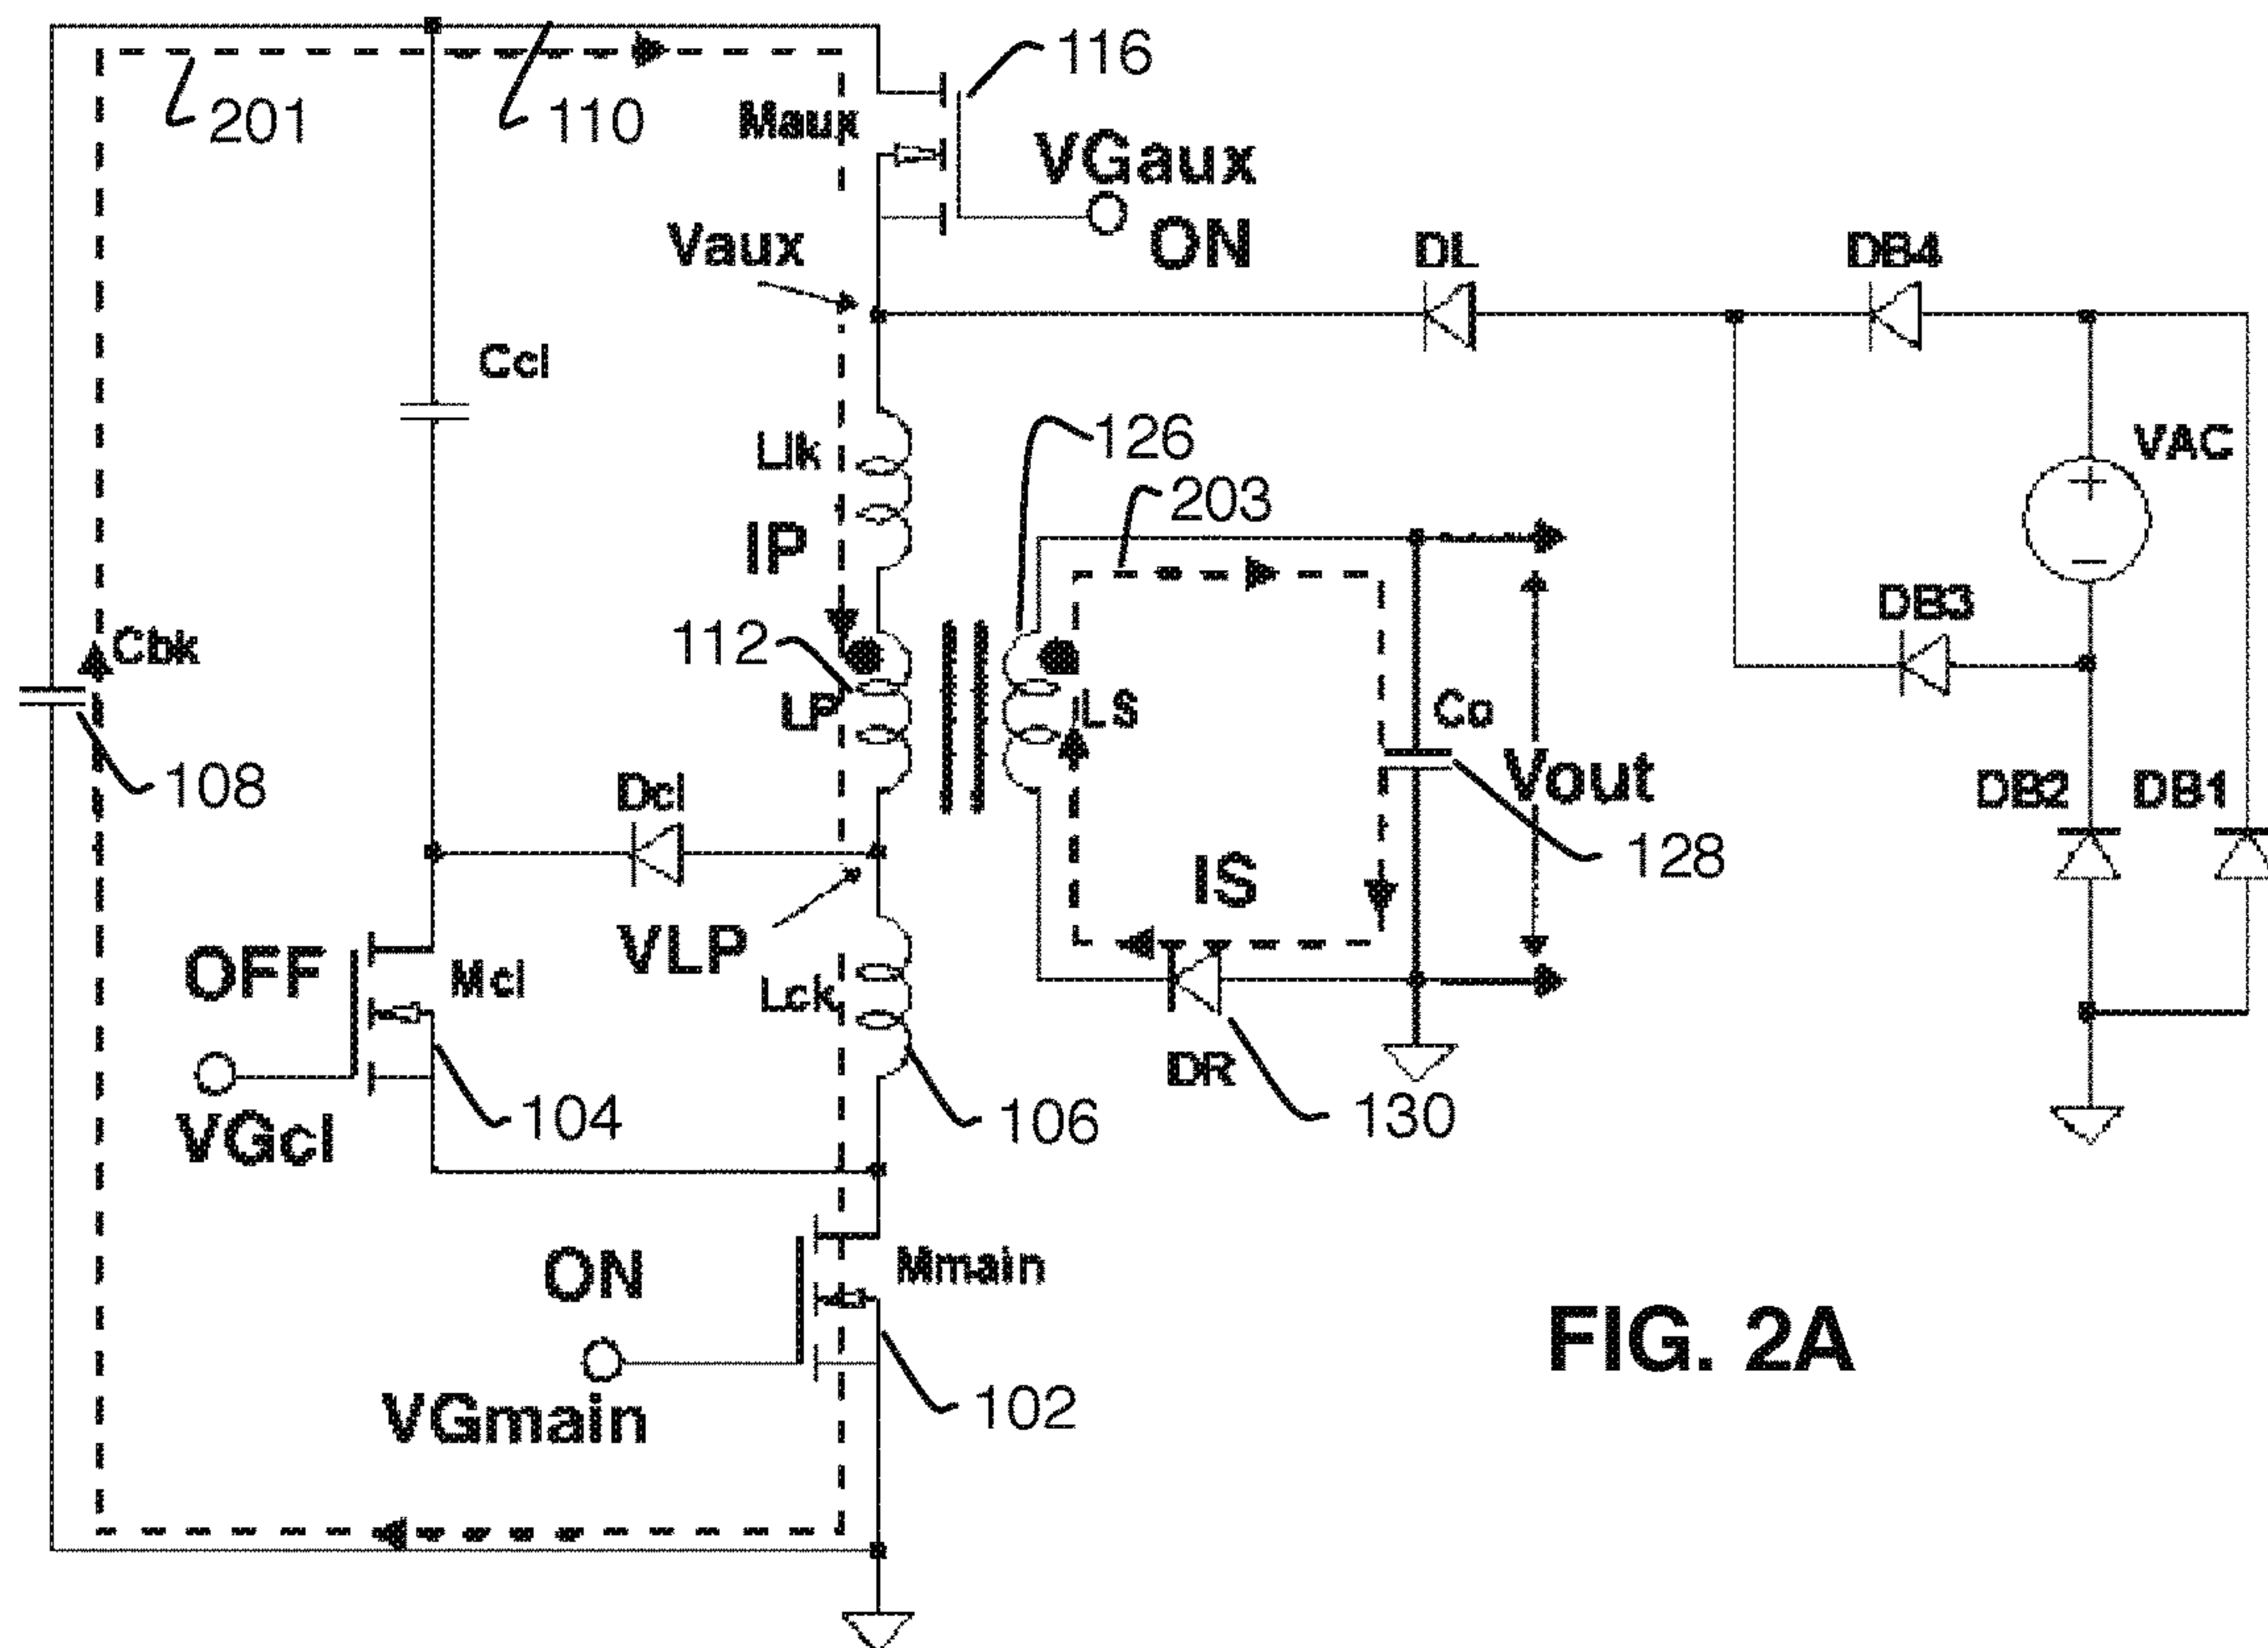 201
110
116
Maux
VGaux
ON
Vaux
DL
DB4
Ccl
Llk
126
VAC
203
IP
DB3
Cbk
112
LP
LS
Co
108
Dcl
Vout
DB2
DB1
128
IS
VLP
OFF
Mcl
Lck
DR
130
104
106
VGcl
ON
Mmain
VGmain
102
FIG. 2A